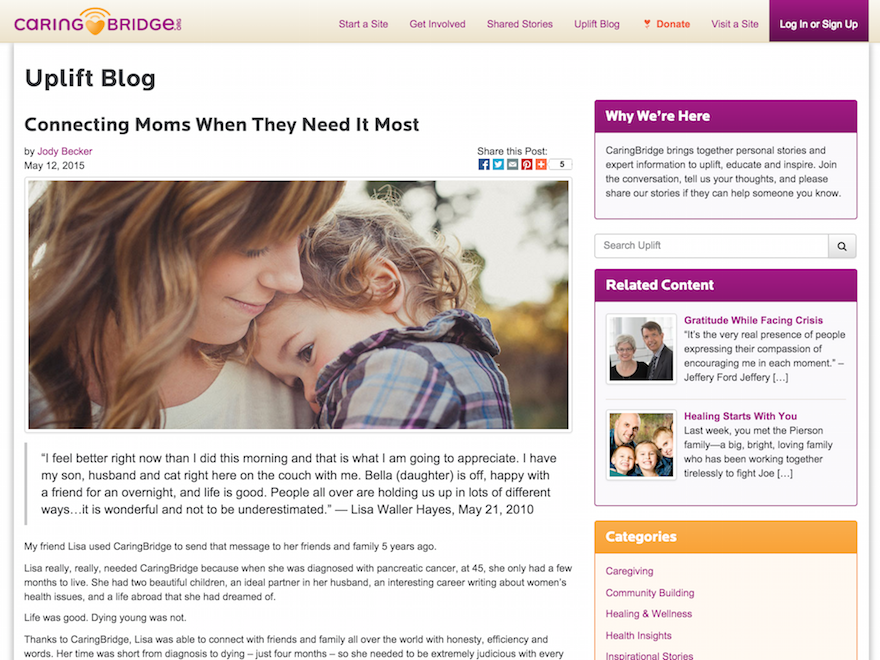 CARINGBRIDGE.ORG
Start a Site
Get Involved
Shared Stories
Uplift Blog
Donate
Visit a Site
Log In or Sign Up
Uplift Blog
Connecting Moms When They Need It Most
by Jody Becker
May 12, 2015
Share this Post:
5
“I feel better right now than I did this morning and that is what I am going to appreciate. I have
my son, husband and cat right here on the couch with me. Bella (daughter) is off, happy with
a friend for an overnight, and life is good. People all over are holding us up in lots of different
ways…it is wonderful and not to be underestimated.” — Lisa Waller Hayes, May 21, 2010
My friend Lisa used CaringBridge to send that message to her friends and family 5 years ago.
Lisa really, really, needed CaringBridge because when she was diagnosed with pancreatic cancer, at 45, she only had a few
months to live. She had two beautiful children, an ideal partner in her husband, an interesting career writing about women’s
health issues, and a life abroad that she had dreamed of.
Life was good. Dying young was not.
Thanks to CaringBridge, Lisa was able to connect with friends and family all over the world with honesty, efficiency and
words. Her time was short from diagnosis to dying – just four months – so she needed to be extremely judicious with every
Why We’re Here
CaringBridge brings together personal stories and
expert information to uplift, educate and inspire. Join
the conversation, tell us your thoughts, and please
share our stories if they can help someone you know.
Search Uplift
Related Content
Gratitude While Facing Crisis
“It’s the very real presence of people
expressing their compassion of
encouraging me in each moment.” –
Jeffery Ford Jeffery […]
Healing Starts With You
Last week, you met the Pierson
family—a big, bright, loving family
who has been working together
tirelessly to fight Joe […]
Categories
Caregiving
Community Building
Healing & Wellness
Health Insights
Inspirational Stories